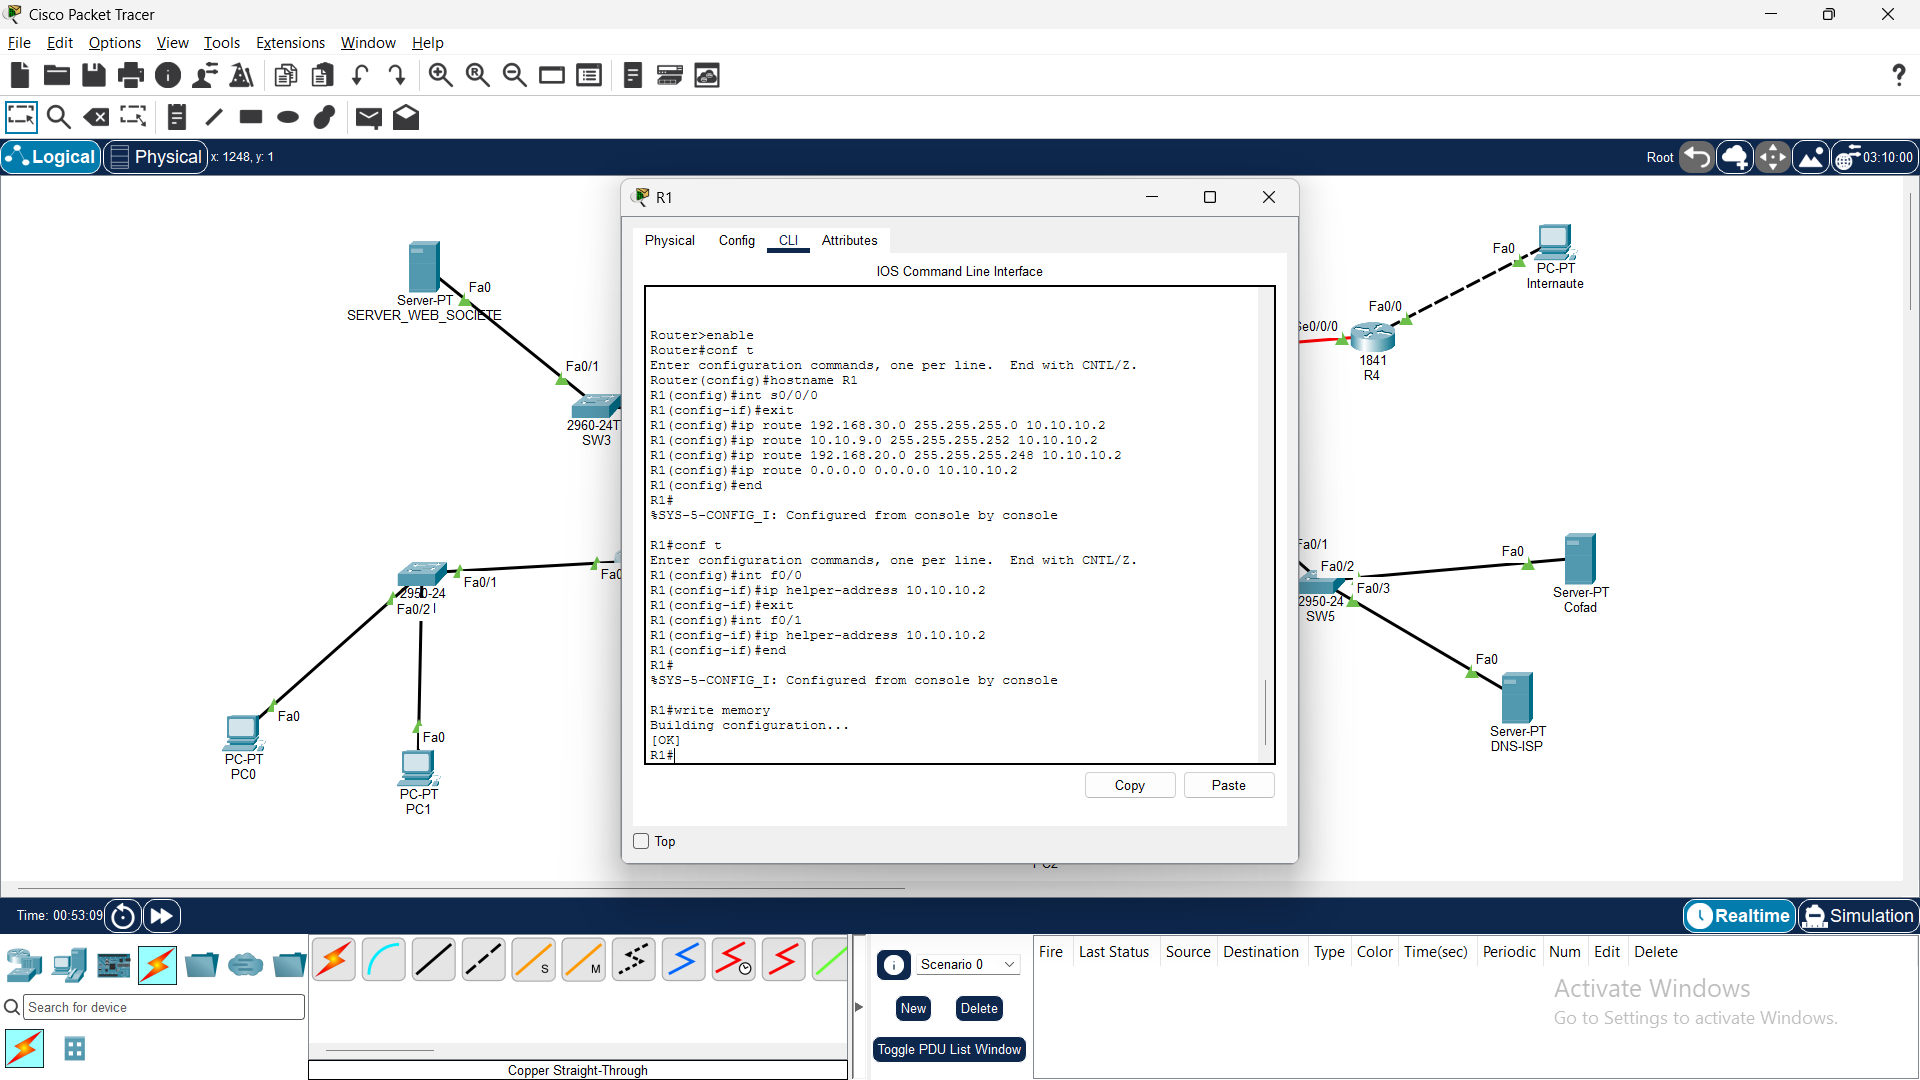 Cisco Packet Tracer
File Edit Options View Tools Extensions Window Help
Logical Physical x: 1248, y: 1 Root 03:10:00
R1
Physical Config CLI Attributes
IOS Command Line Interface
Router>enable
Router#conf t
Enter configuration commands, one per line. End with CNTL/Z.
Router(config)#hostname R1
R1(config)#int s0/0/0
R1(config-if)#exit
R1(config)#ip route 192.168.30.0 255.255.255.0 10.10.10.2
R1(config)#ip route 10.10.9.0 255.255.255.252 10.10.10.2
R1(config)#ip route 192.168.20.0 255.255.255.248 10.10.10.2
R1(config)#ip route 0.0.0.0 0.0.0.0 10.10.10.2
R1(config)#end
R1#
%SYS-5-CONFIG_I: Configured from console by console
R1#conf t
Enter configuration commands, one per line. End with CNTL/Z.
R1(config)#int f0/0
R1(config-if)#ip helper-address 10.10.10.2
R1(config-if)#exit
R1(config)#int f0/1
R1(config-if)#ip helper-address 10.10.10.2
R1(config-if)#end
R1#
%SYS-5-CONFIG_I: Configured from console by console
R1#write memory
Building configuration...
[OK]
R1#
Copy Paste
Top
Fa0
Server-PT
SERVER_WEB_SOCIETE
Fa0/1
2960-24T
SW3
2950-24
Fa0/1
Fa0/2
Fa0
PC-PT
PC0
Fa0
PC-PT
PC1
Fa0
PC-PT
Internaute
Fa0/0
Se0/0/0
1841
R4
Fa0/1
Fa0/2
Fa0/3
2950-24
SW5
Fa0
Server-PT
Cofad
Fa0
Server-PT
DNS-ISP
PC2
Time: 00:53:09 Realtime Simulation
Search for device
S M
Copper Straight-Through
Scenario 0
New Delete
Toggle PDU List Window
Fire Last Status Source Destination Type Color Time(sec) Periodic Num Edit Delete
Activate Windows
Go to Settings to activate Windows.